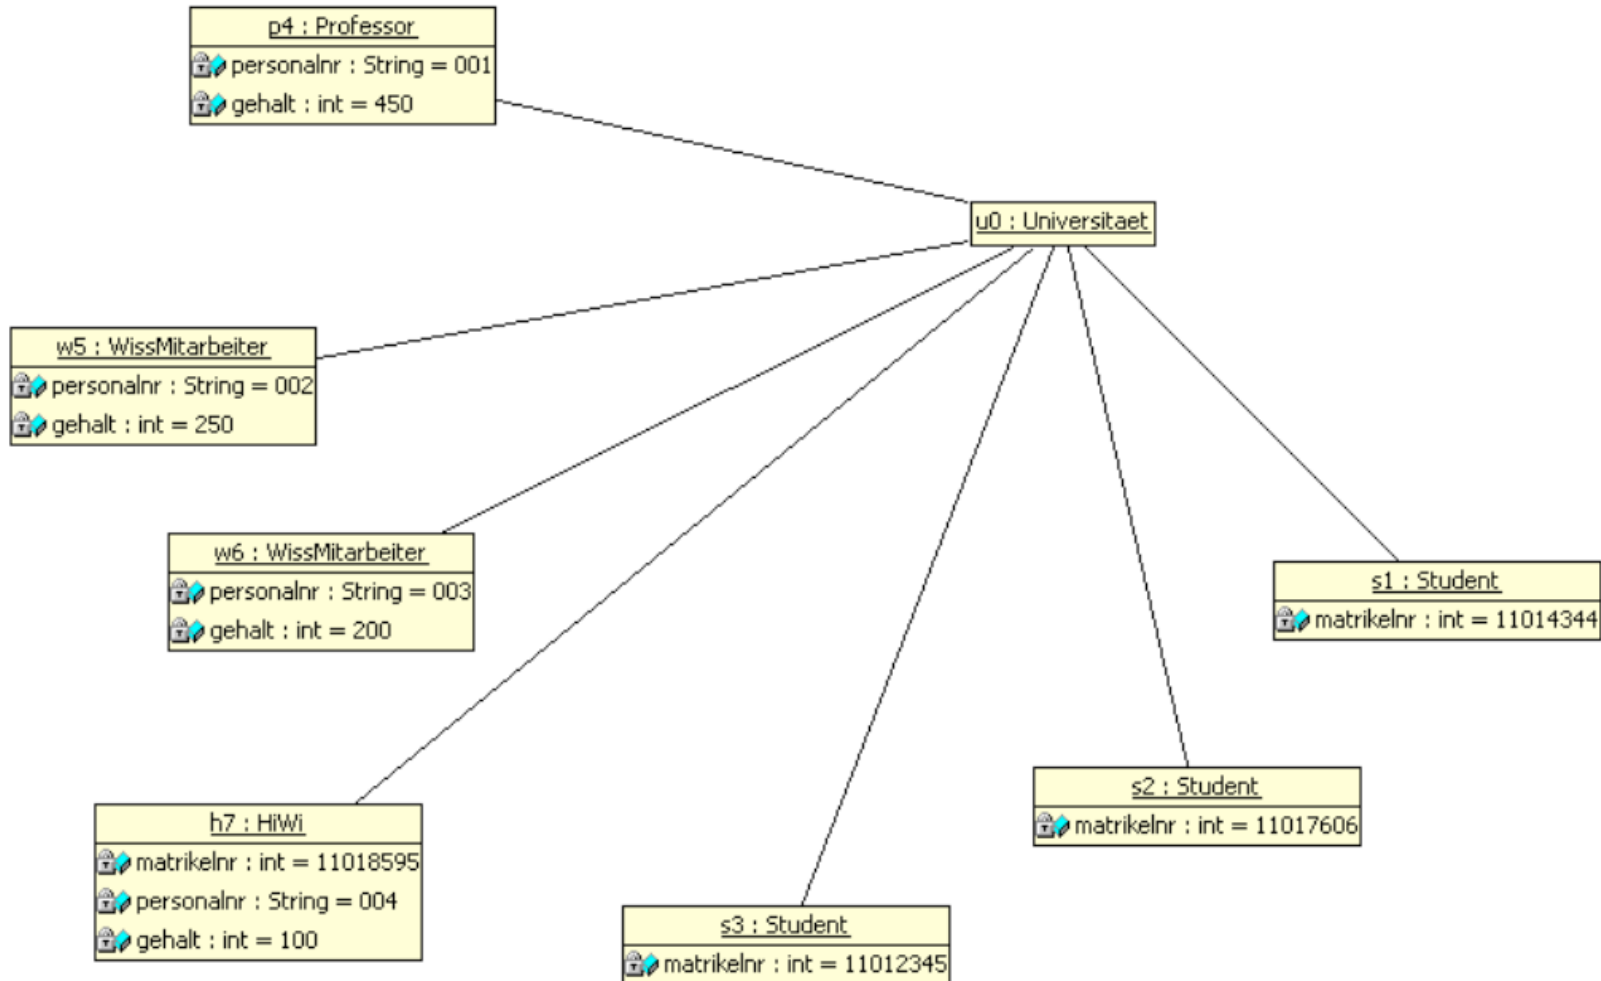 p4 : Professor
personalnr : String = 001
gehalt : int = 450
u0 : Universitaet
w5 : WissMitarbeiter
personalnr : String = 002
gehalt : int = 250
w6 : WissMitarbeiter
personalnr : String = 003
gehalt : int = 200
s1 : Student
matrikelnr : int = 11014344
s2 : Student
matrikelnr : int = 11017606
h7 : HiWi
matrikelnr : int = 11018595
personalnr : String = 004
gehalt : int = 100
s3 : Student
matrikelnr : int = 11012345